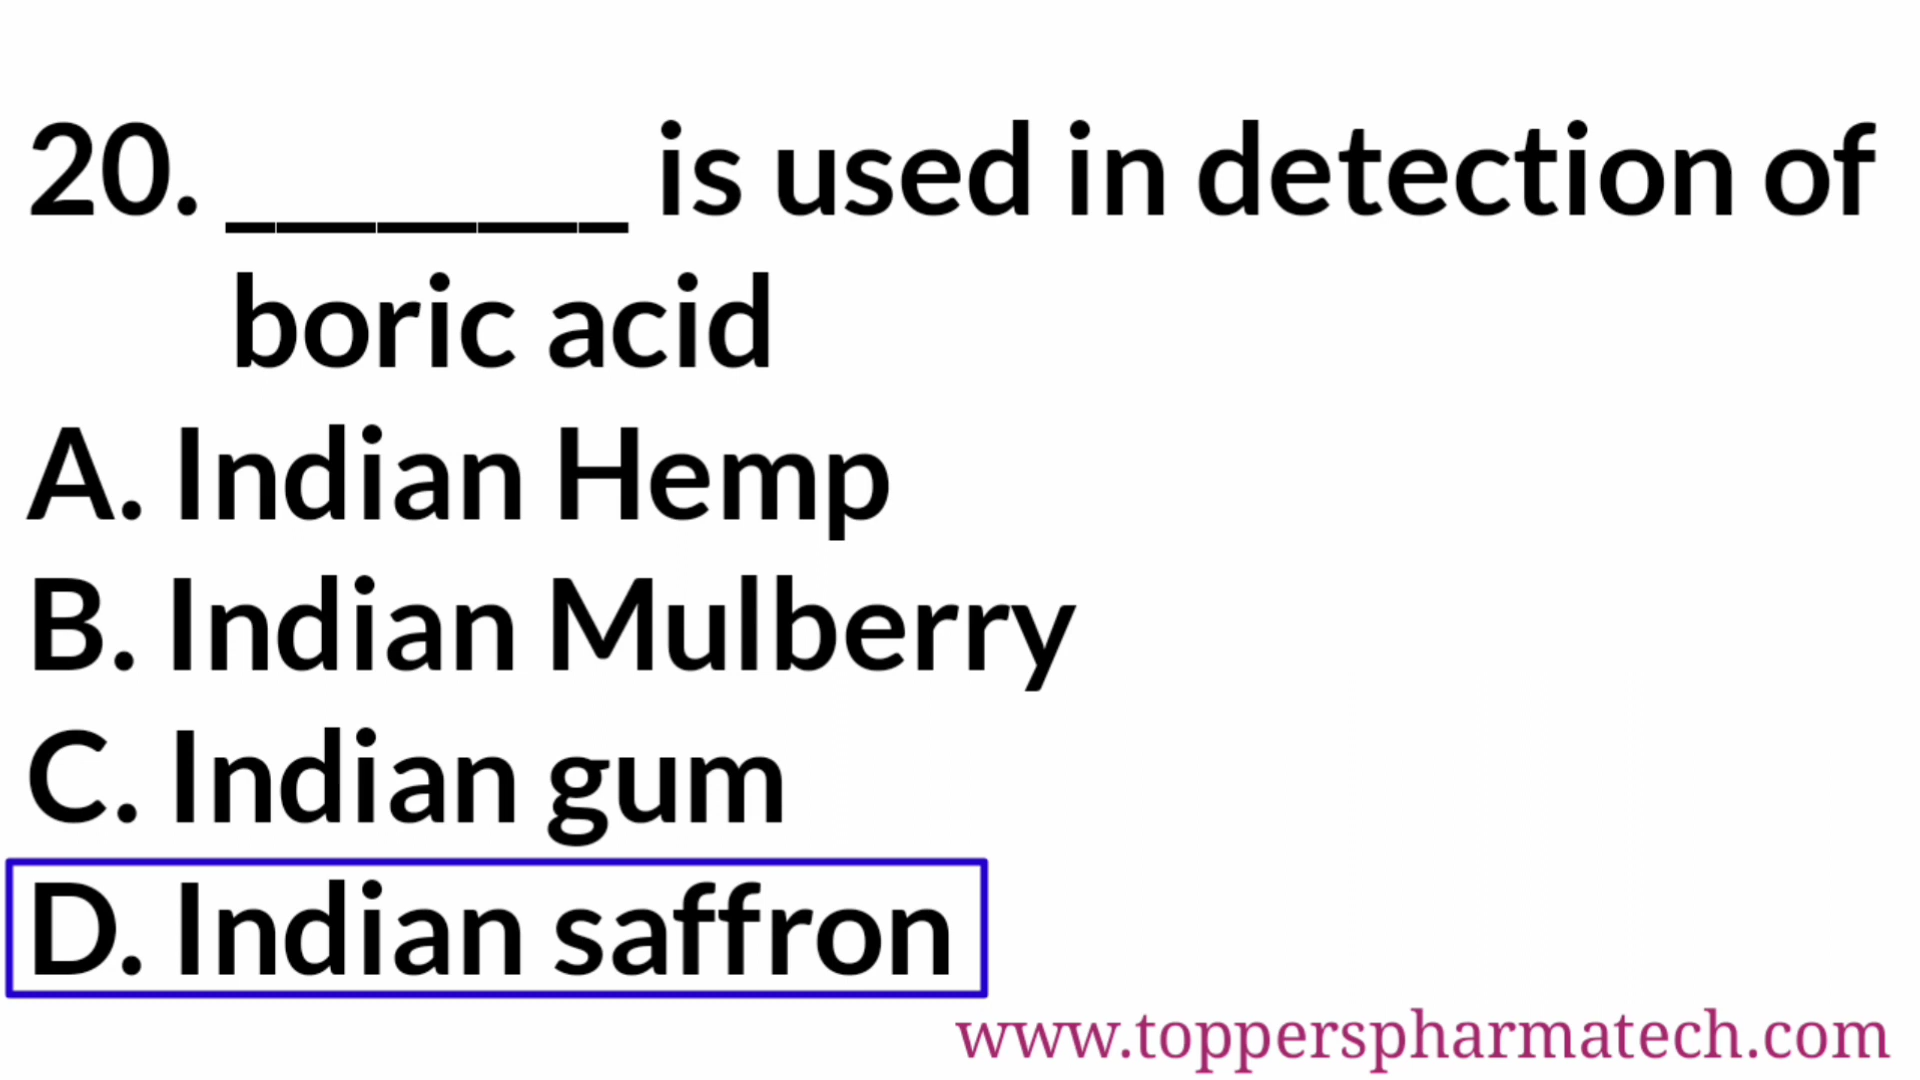 20. ________ is used in detection of
boric acid
A. Indian Hemp
B. Indian Mulberry
C. Indian gum
D. Indian saffron
www.topperspharmatech.com